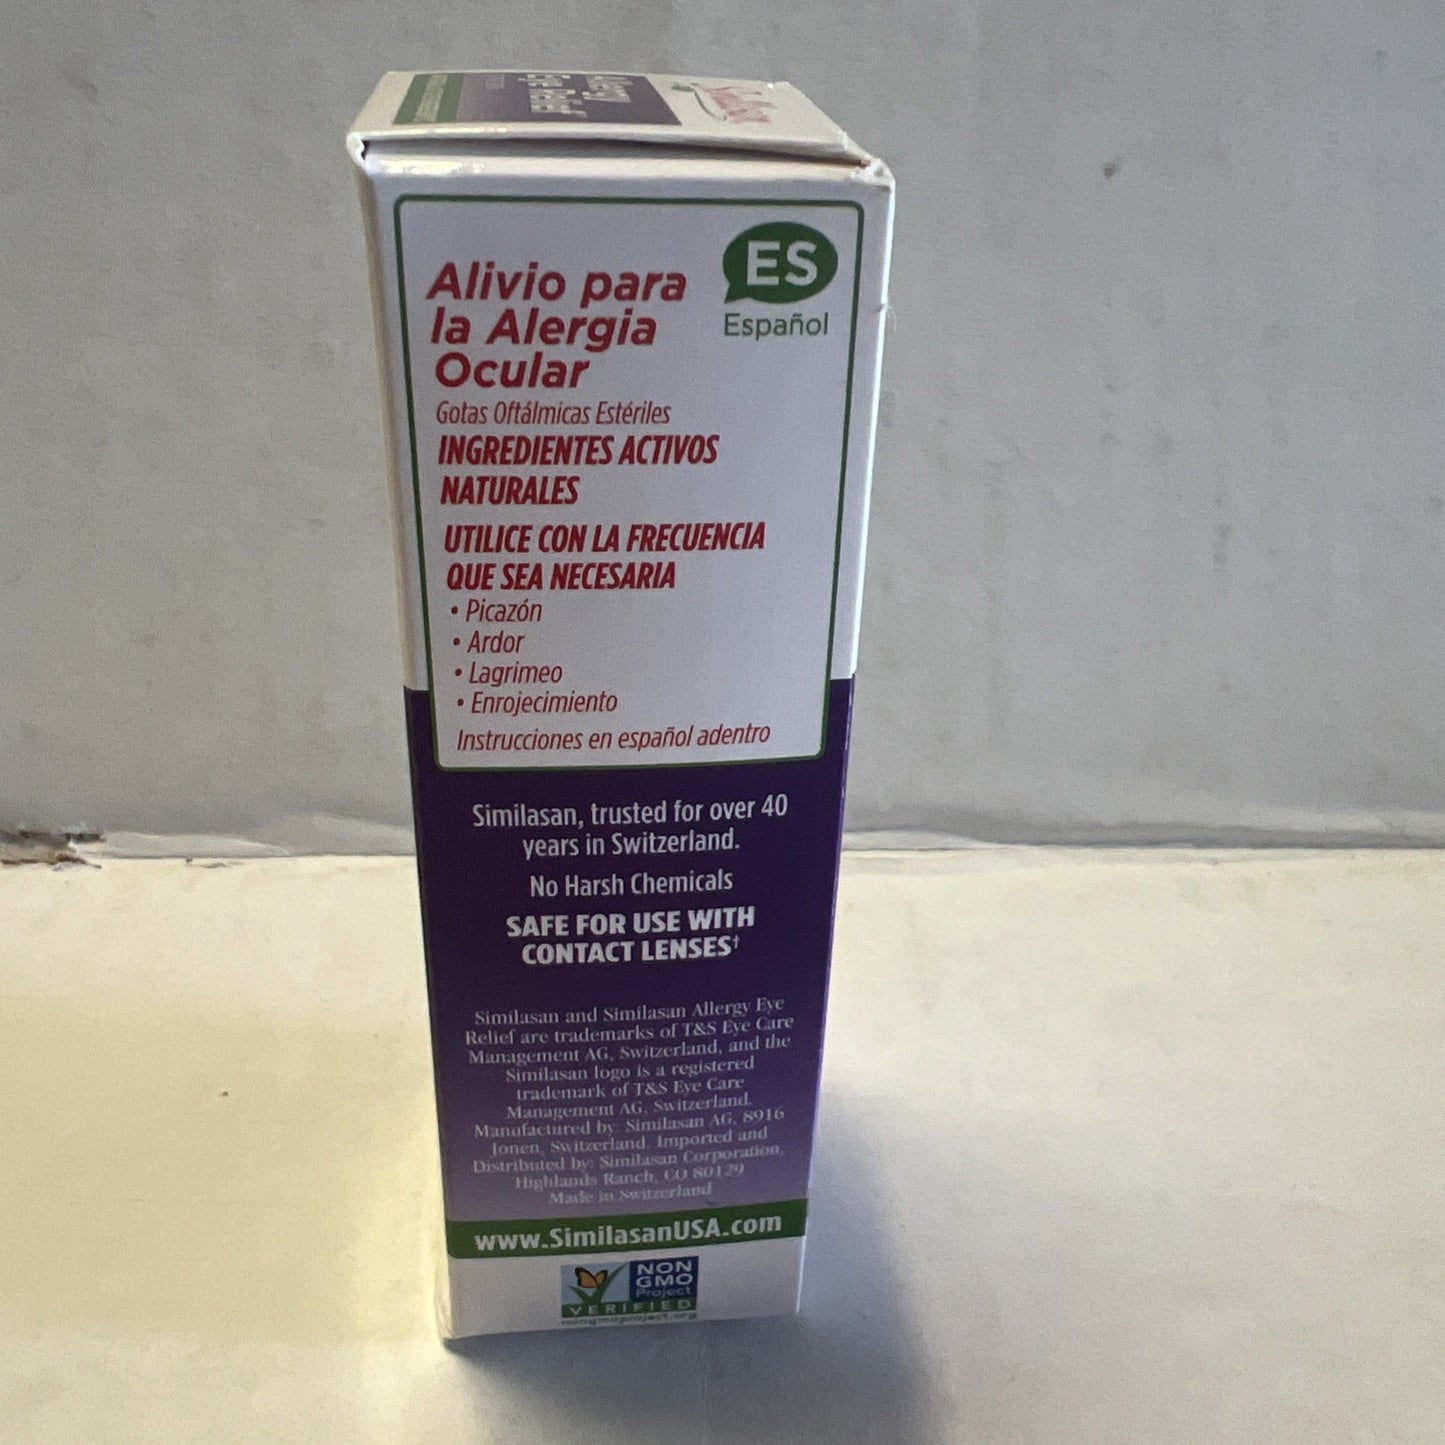 Allergy
Eye Relief
Similasan
ES
Español
Alivio para
la Alergia
Ocular
Gotas Oftálmicas Estériles
INGREDIENTES ACTIVOS
NATURALES
UTILICE CON LA FRECUENCIA
QUE SEA NECESARIA
• Picazón
• Ardor
• Lagrimeo
• Enrojecimiento
Instrucciones en español adentro
Similasan, trusted for over 40
years in Switzerland.
No Harsh Chemicals
SAFE FOR USE WITH
CONTACT LENSES†
Similasan and Similasan Allergy Eye
Relief are trademarks of T&S Eye Care
Management AG, Switzerland, and the
Similasan logo is a registered
trademark of T&S Eye Care
Management AG, Switzerland.
Manufactured by: Similasan AG, 8916
Jonen, Switzerland. Imported and
Distributed by: Similasan Corporation,
Highlands Ranch, CO 80129
Made in Switzerland
www.SimilasanUSA.com
NON
GMO
Project
VERIFIED
nongmoproject.org